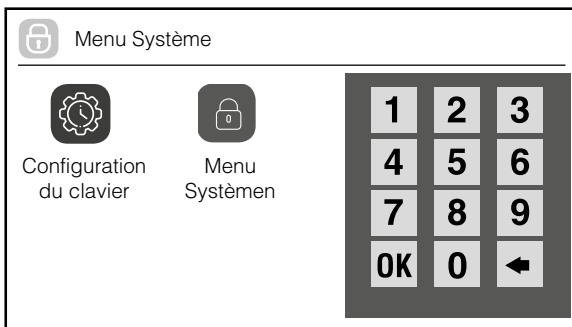 Menu Système
Configuration
du clavier
Menu
Systèmen
1 2 3
4 5 6
7 8 9
OK 0